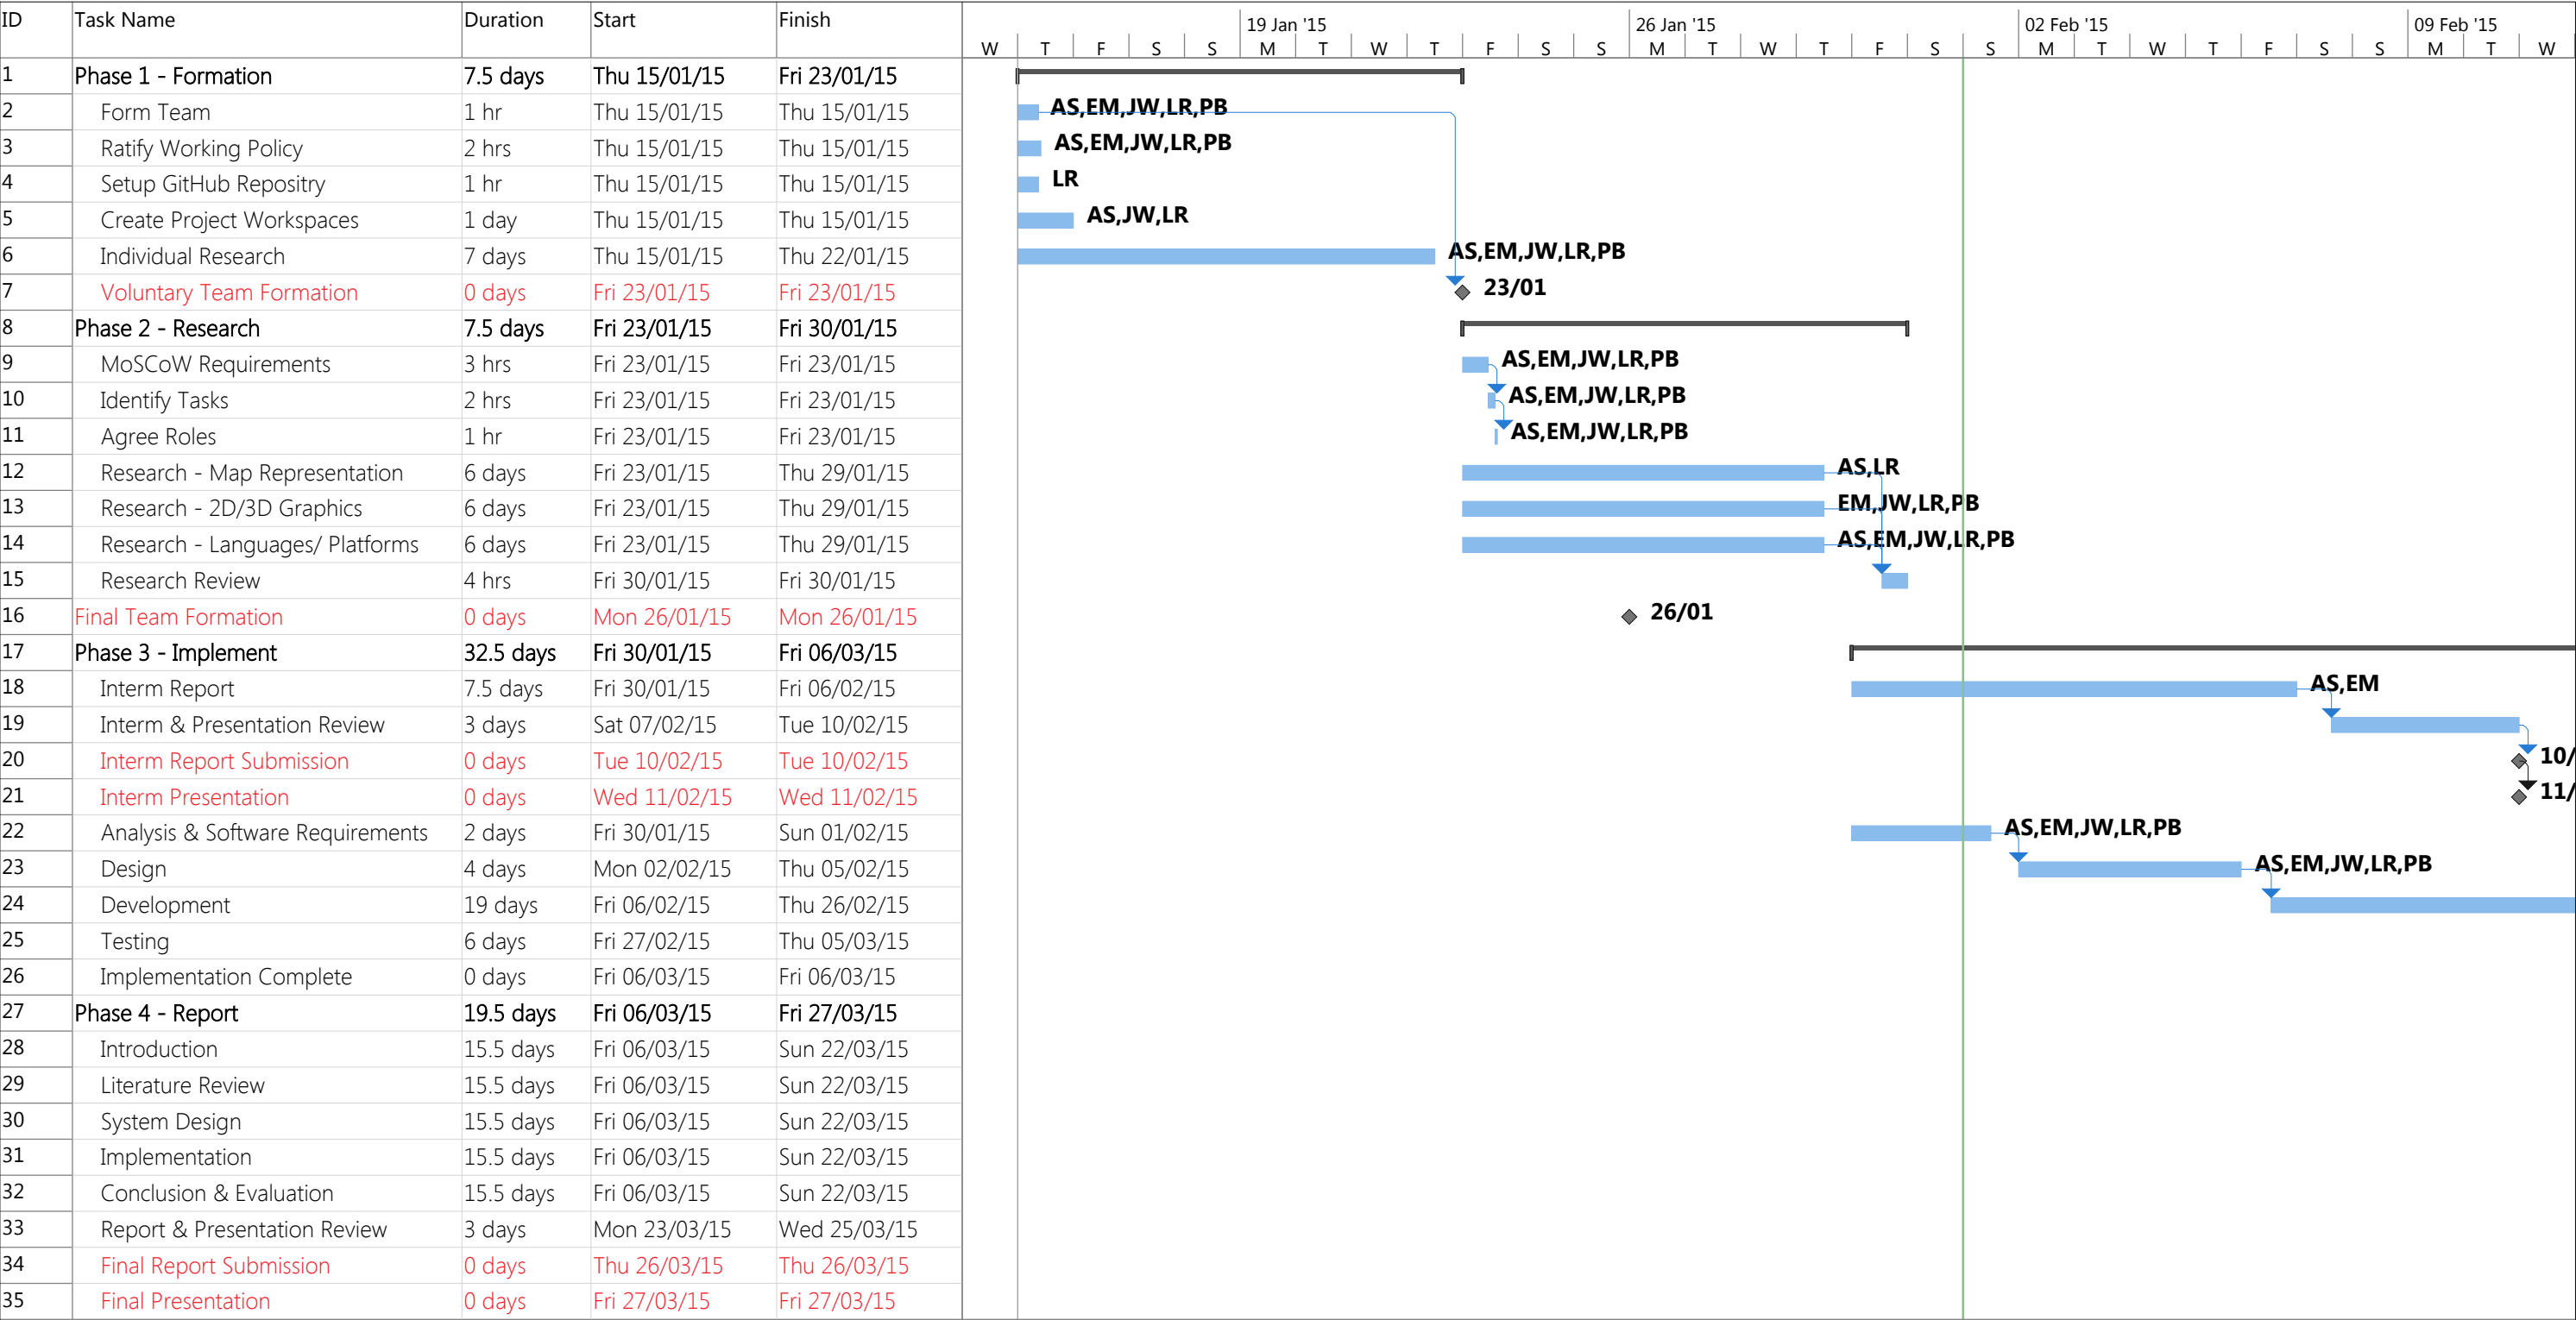 ID Task Name Duration Start Finish 19 Jan '15 26 Jan '15 02 Feb '15 09 Feb '15
W T F S S M T W T F S S M T W T F S S M T W T F S S M T W
1 Phase 1 - Formation 7.5 days Thu 15/01/15 Fri 23/01/15
2 Form Team 1 hr Thu 15/01/15 Thu 15/01/15 AS,EM,JW,LR,PB
3 Ratify Working Policy 2 hrs Thu 15/01/15 Thu 15/01/15 AS,EM,JW,LR,PB
4 Setup GitHub Repositry 1 hr Thu 15/01/15 Thu 15/01/15 LR
5 Create Project Workspaces 1 day Thu 15/01/15 Thu 15/01/15 AS,JW,LR
6 Individual Research 7 days Thu 15/01/15 Thu 22/01/15 AS,EM,JW,LR,PB
7 Voluntary Team Formation 0 days Fri 23/01/15 Fri 23/01/15 23/01
8 Phase 2 - Research 7.5 days Fri 23/01/15 Fri 30/01/15
9 MoSCoW Requirements 3 hrs Fri 23/01/15 Fri 23/01/15 AS,EM,JW,LR,PB
10 Identify Tasks 2 hrs Fri 23/01/15 Fri 23/01/15 AS,EM,JW,LR,PB
11 Agree Roles 1 hr Fri 23/01/15 Fri 23/01/15 AS,EM,JW,LR,PB
12 Research - Map Representation 6 days Fri 23/01/15 Thu 29/01/15 AS,LR
13 Research - 2D/3D Graphics 6 days Fri 23/01/15 Thu 29/01/15 EM,JW,LR,PB
14 Research - Languages/ Platforms 6 days Fri 23/01/15 Thu 29/01/15 AS,EM,JW,LR,PB
15 Research Review 4 hrs Fri 30/01/15 Fri 30/01/15
16 Final Team Formation 0 days Mon 26/01/15 Mon 26/01/15 26/01
17 Phase 3 - Implement 32.5 days Fri 30/01/15 Fri 06/03/15
18 Interm Report 7.5 days Fri 30/01/15 Fri 06/02/15 AS,EM
19 Interm & Presentation Review 3 days Sat 07/02/15 Tue 10/02/15
20 Interm Report Submission 0 days Tue 10/02/15 Tue 10/02/15 10/
21 Interm Presentation 0 days Wed 11/02/15 Wed 11/02/15 11/
22 Analysis & Software Requirements 2 days Fri 30/01/15 Sun 01/02/15 AS,EM,JW,LR,PB
23 Design 4 days Mon 02/02/15 Thu 05/02/15 AS,EM,JW,LR,PB
24 Development 19 days Fri 06/02/15 Thu 26/02/15
25 Testing 6 days Fri 27/02/15 Thu 05/03/15
26 Implementation Complete 0 days Fri 06/03/15 Fri 06/03/15
27 Phase 4 - Report 19.5 days Fri 06/03/15 Fri 27/03/15
28 Introduction 15.5 days Fri 06/03/15 Sun 22/03/15
29 Literature Review 15.5 days Fri 06/03/15 Sun 22/03/15
30 System Design 15.5 days Fri 06/03/15 Sun 22/03/15
31 Implementation 15.5 days Fri 06/03/15 Sun 22/03/15
32 Conclusion & Evaluation 15.5 days Fri 06/03/15 Sun 22/03/15
33 Report & Presentation Review 3 days Mon 23/03/15 Wed 25/03/15
34 Final Report Submission 0 days Thu 26/03/15 Thu 26/03/15
35 Final Presentation 0 days Fri 27/03/15 Fri 27/03/15